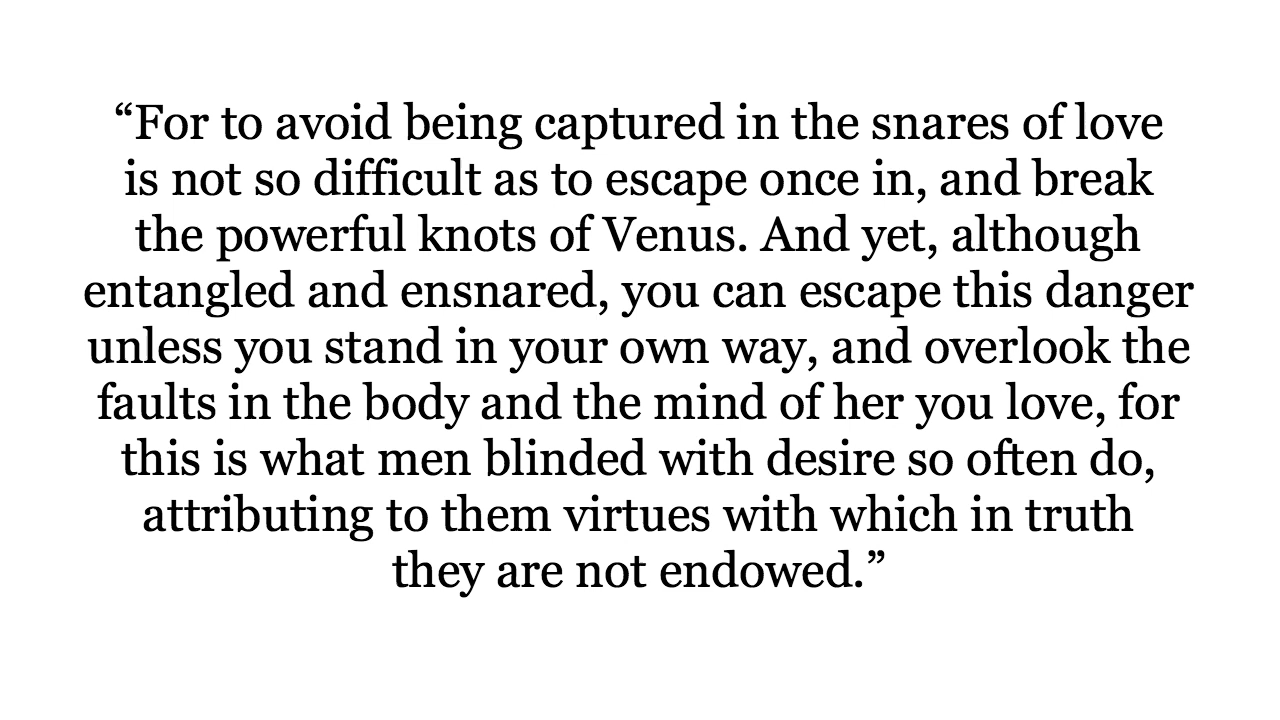 “For to avoid being captured in the snares of love
is not so difficult as to escape once in, and break
the powerful knots of Venus. And yet, although
entangled and ensnared, you can escape this danger
unless you stand in your own way, and overlook the
faults in the body and the mind of her you love, for
this is what men blinded with desire so often do,
attributing to them virtues with which in truth
they are not endowed.”